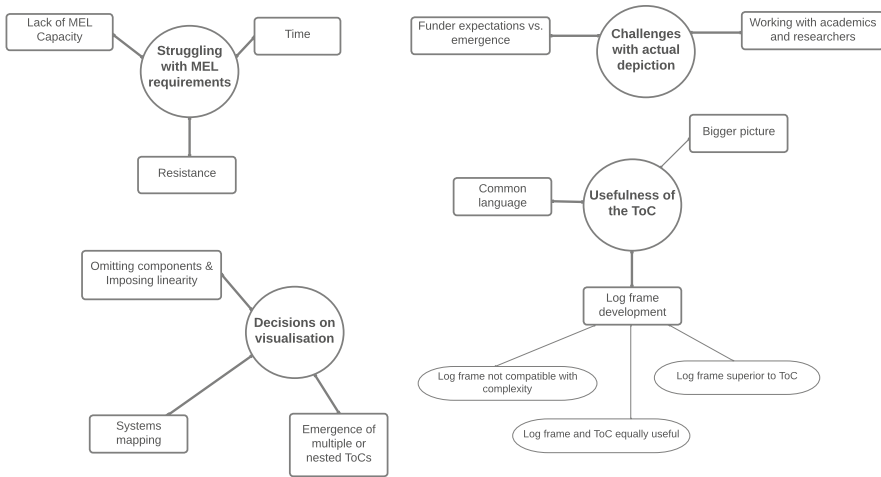 Lack of MEL
Capacity
Struggling
with MEL
requirements
Time
Resistance
Funder expectations vs.
emergence
Challenges
with actual
depiction
Working with academics
and researchers
Bigger picture
Common
language
Usefulness of
the ToC
Log frame
development
Log frame not compatible with
complexity
Log frame superior to ToC
Log frame and ToC equally useful
Omitting components &
Imposing linearity
Decisions on
visualisation
Systems
mapping
Emergence of
multiple or
nested ToCs